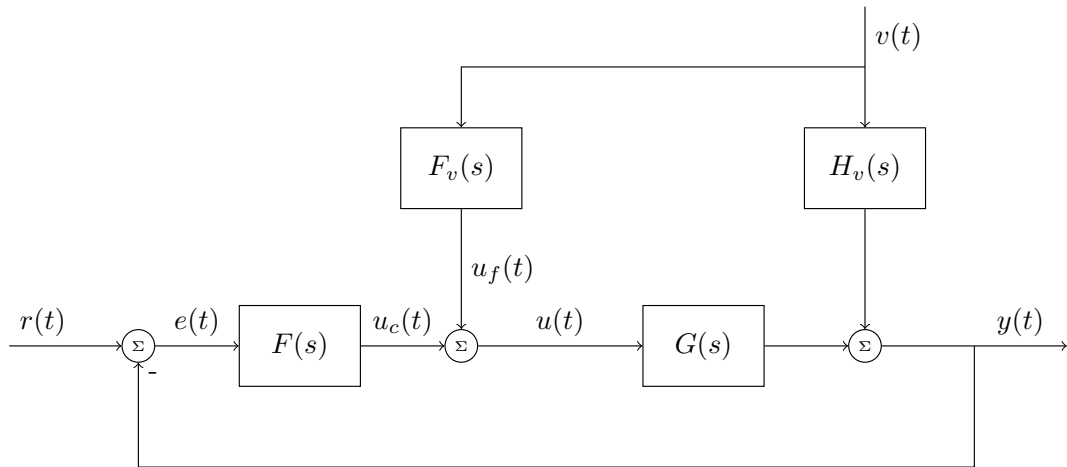 v(t)
F_v(s)
H_v(s)
u_f(t)
r(t)
e(t)
u_c(t)
u(t)
y(t)
Σ
F(s)
Σ
G(s)
Σ
-